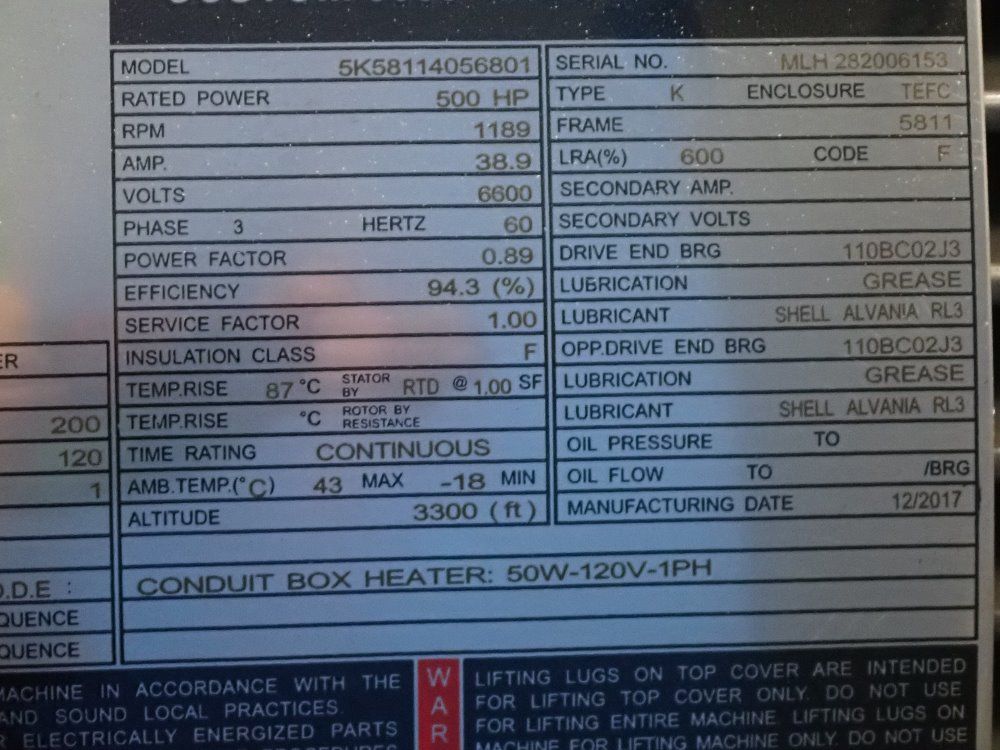 MODEL 5K58114056801
RATED POWER 500 HP
RPM 1189
AMP. 38.9
VOLTS 6600
PHASE 3 HERTZ 60
POWER FACTOR 0.89
EFFICIENCY 94.3 (%)
SERVICE FACTOR 1.00
INSULATION CLASS F
TEMP.RISE 87 °C STATOR BY RTD @ 1.00 SF
TEMP.RISE °C ROTOR BY RESISTANCE
TIME RATING CONTINUOUS
AMB.TEMP.(°C) 43 MAX -18 MIN
ALTITUDE 3300 (ft)
SERIAL NO. MLH 282006153
TYPE K ENCLOSURE TEFC
FRAME 5811
LRA(%) 600 CODE F
SECONDARY AMP.
SECONDARY VOLTS
DRIVE END BRG 110BC02J3
LUBRICATION GREASE
LUBRICANT SHELL ALVANIA RL3
OPP.DRIVE END BRG 110BC02J3
LUBRICATION GREASE
LUBRICANT SHELL ALVANIA RL3
OIL PRESSURE TO
OIL FLOW TO /BRG
MANUFACTURING DATE 12/2017
CONDUIT BOX HEATER: 50W-120V-1PH
200
120
1
O.D.E :
QUENCE
QUENCE
MACHINE IN ACCORDANCE WITH THE
AND SOUND LOCAL PRACTICES.
ELECTRICALLY ENERGIZED PARTS
WAR
LIFTING LUGS ON TOP COVER ARE INTENDED
FOR LIFTING TOP COVER ONLY. DO NOT USE
FOR LIFTING ENTIRE MACHINE. LIFTING LUGS ON
MACHINE FOR LIFTING ONLY. DO NOT USE